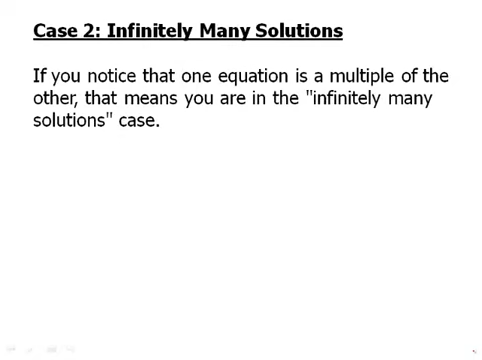 Case 2: Infinitely Many Solutions
If you notice that one equation is a multiple of the
other, that means you are in the "infinitely many
solutions" case.